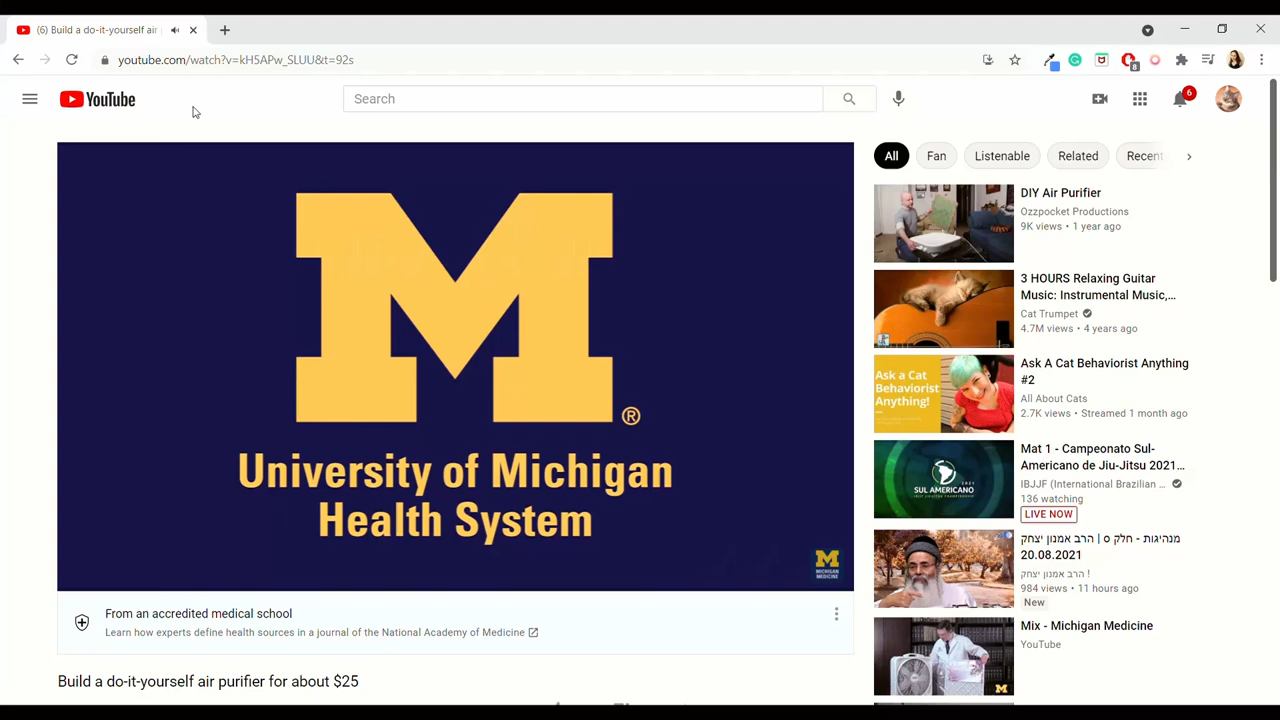 (6) Build a do-it-yourself air
youtube.com/watch?v=kH5APw_SLUU&t=92s
8
YouTube
Search
6
All
Fan
Listenable
Related
Recent
M
®
University of Michigan
Health System
M
MICHIGAN
MEDICINE
From an accredited medical school
Learn how experts define health sources in a journal of the National Academy of Medicine
Build a do-it-yourself air purifier for about $25
DIY Air Purifier
Ozzpocket Productions
9K views • 1 year ago
3 HOURS Relaxing Guitar
Music: Instrumental Music,...
Cat Trumpet
4.7M views • 4 years ago
Ask a Cat
Behaviorist
Anything!
Ask A Cat Behaviorist Anything
#2
All About Cats
2.7K views • Streamed 1 month ago
SUL AMERICANO
Mat 1 - Campeonato Sul-
Americano de Jiu-Jitsu 2021...
IBJJF (International Brazilian ...
136 watching
LIVE NOW
מנהיגות - חלק ס | הרב אמנון יצחק
20.08.2021
הרב אמנון יצחק !
984 views • 11 hours ago
New
M
Mix - Michigan Medicine
YouTube